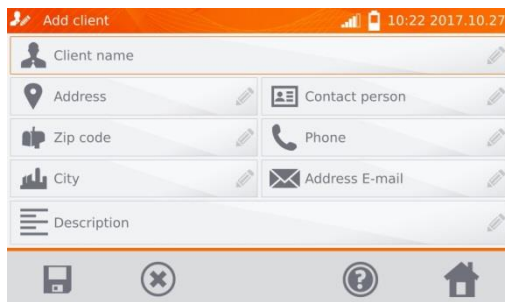 Add client 10:22 2017.10.27
Client name
Address Contact person
Zip code Phone
City Address E-mail
Description